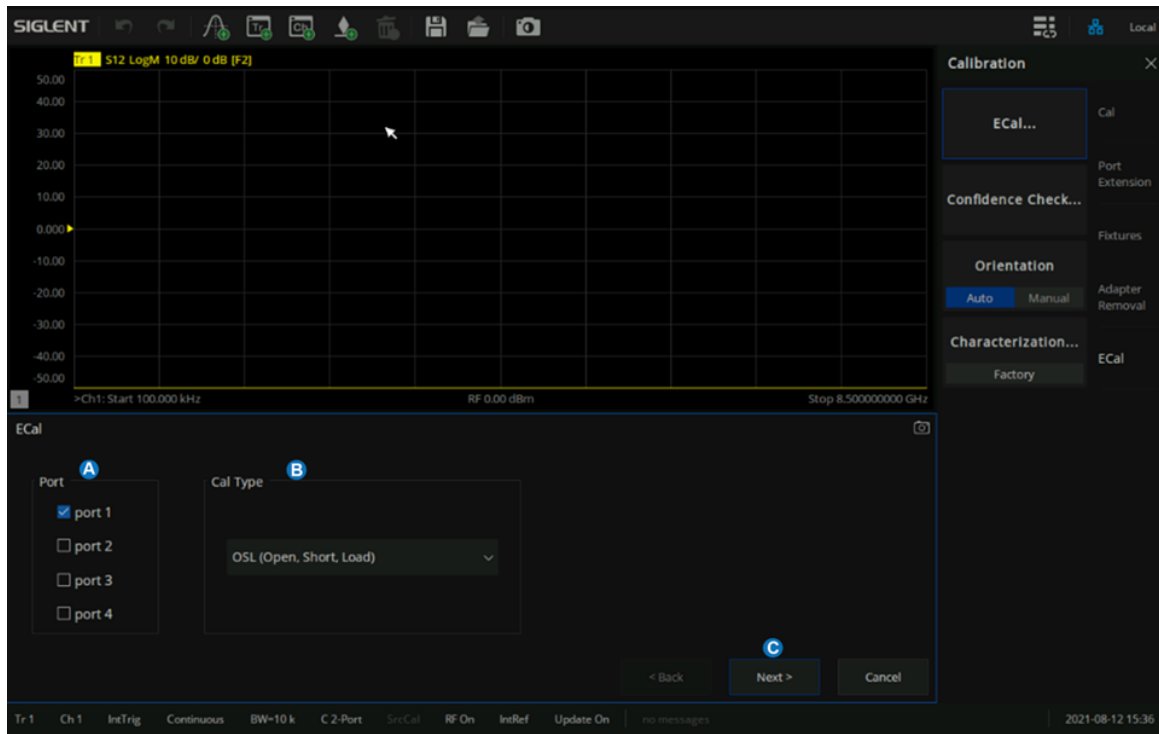 SIGLENT
Tr
Ch
Local
Tr 1 S12 LogM 10 dB/ 0 dB [F2]
50.00
40.00
30.00
20.00
10.00
0.000
-10.00
-20.00
-30.00
-40.00
-50.00
1
>Ch1: Start 100.000 kHz
RF 0.00 dBm
Stop 8.500000000 GHz
Calibration
ECal...
Confidence Check...
Orientation
Auto Manual
Characterization...
Factory
Cal
Port
Extension
Fixtures
Adapter
Removal
ECal
ECal
A
B
Port
Cal Type
port 1
port 2
port 3
port 4
OSL (Open, Short, Load)
C
< Back Next > Cancel
Tr 1 Ch 1 IntTrig Continuous BW=10 k C 2-Port SrcCal RF On IntRef Update On no messages 2021-08-12 15:36